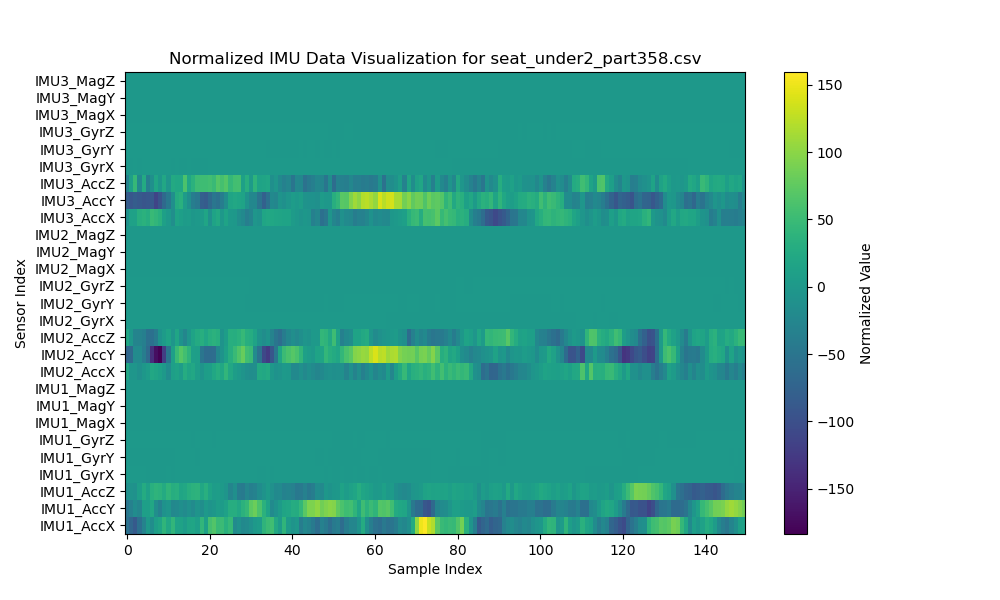 Normalized IMU Data Visualization for seat_under2_part358.csv
IMU3_MagZ
IMU3_MagY
IMU3_MagX
IMU3_GyrZ
IMU3_GyrY
IMU3_GyrX
IMU3_AccZ
IMU3_AccY
IMU3_AccX
IMU2_MagZ
IMU2_MagY
IMU2_MagX
IMU2_GyrZ
IMU2_GyrY
IMU2_GyrX
IMU2_AccZ
IMU2_AccY
IMU2_AccX
IMU1_MagZ
IMU1_MagY
IMU1_MagX
IMU1_GyrZ
IMU1_GyrY
IMU1_GyrX
IMU1_AccZ
IMU1_AccY
IMU1_AccX
Sensor Index
0 20 40 60 80 100 120 140
Sample Index
150
100
50
0
−50
−100
−150
Normalized Value